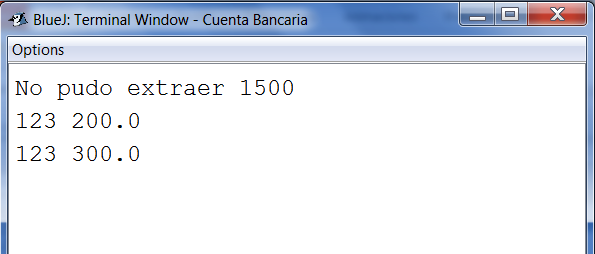 BlueJ: Terminal Window - Cuenta Bancaria
Options
No pudo extraer 1500
123 200.0
123 300.0